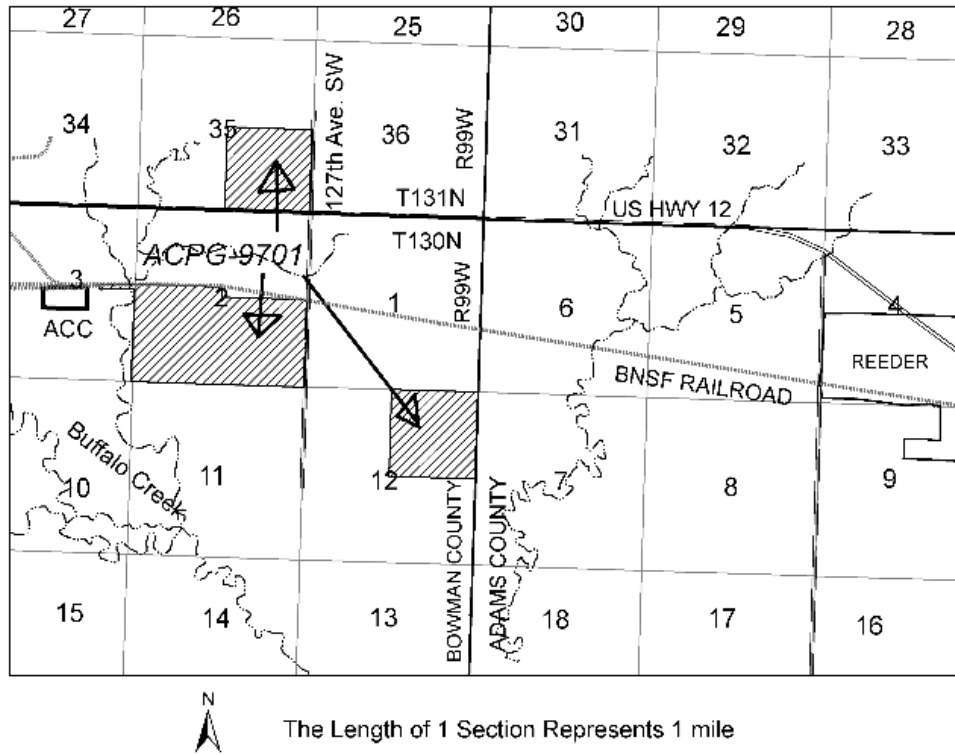 27 26 25 30 29 28
34 35 127th Ave. SW 36 R99W 31 32 33
T131N US HWY 12
T130N
ACPG-9701
3 2 1 R99W 6 5 4
ACC REEDER
BNSF RAILROAD
Buffalo Creek
10 11 12 7 8 9
BOWMAN COUNTY
ADAMS COUNTY
15 14 13 18 17 16
N
The Length of 1 Section Represents 1 mile